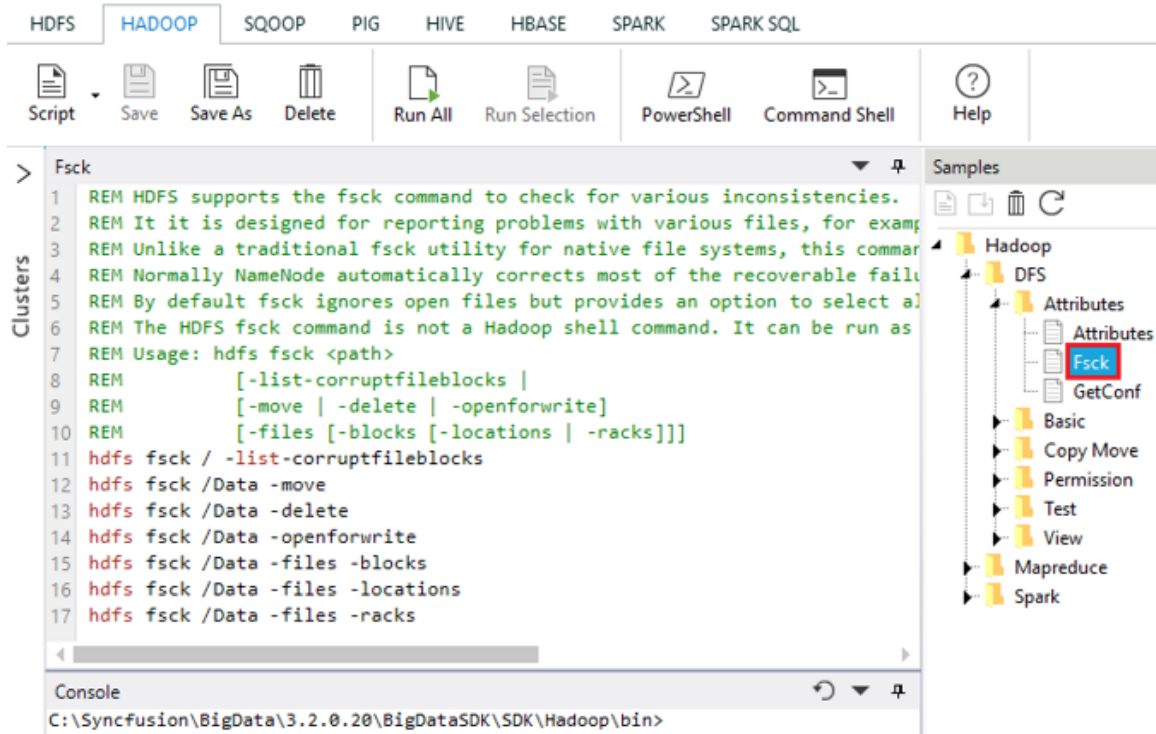 HDFS HADOOP SQOOP PIG HIVE HBASE SPARK SPARK SQL
Script Save Save As Delete Run All Run Selection PowerShell Command Shell Help
Clusters
Fsck
1 REM HDFS supports the fsck command to check for various inconsistencies.
2 REM It it is designed for reporting problems with various files, for examp
3 REM Unlike a traditional fsck utility for native file systems, this comman
4 REM Normally NameNode automatically corrects most of the recoverable failu
5 REM By default fsck ignores open files but provides an option to select al
6 REM The HDFS fsck command is not a Hadoop shell command. It can be run as
7 REM Usage: hdfs fsck <path>
8 REM [-list-corruptfileblocks |
9 REM [-move | -delete | -openforwrite]
10 REM [-files [-blocks [-locations | -racks]]]
11 hdfs fsck / -list-corruptfileblocks
12 hdfs fsck /Data -move
13 hdfs fsck /Data -delete
14 hdfs fsck /Data -openforwrite
15 hdfs fsck /Data -files -blocks
16 hdfs fsck /Data -files -locations
17 hdfs fsck /Data -files -racks
Console
C:\Syncfusion\BigData\3.2.0.20\BigDataSDK\SDK\Hadoop\bin>
Samples
Hadoop
DFS
Attributes
Attributes
Fsck
GetConf
Basic
Copy Move
Permission
Test
View
Mapreduce
Spark